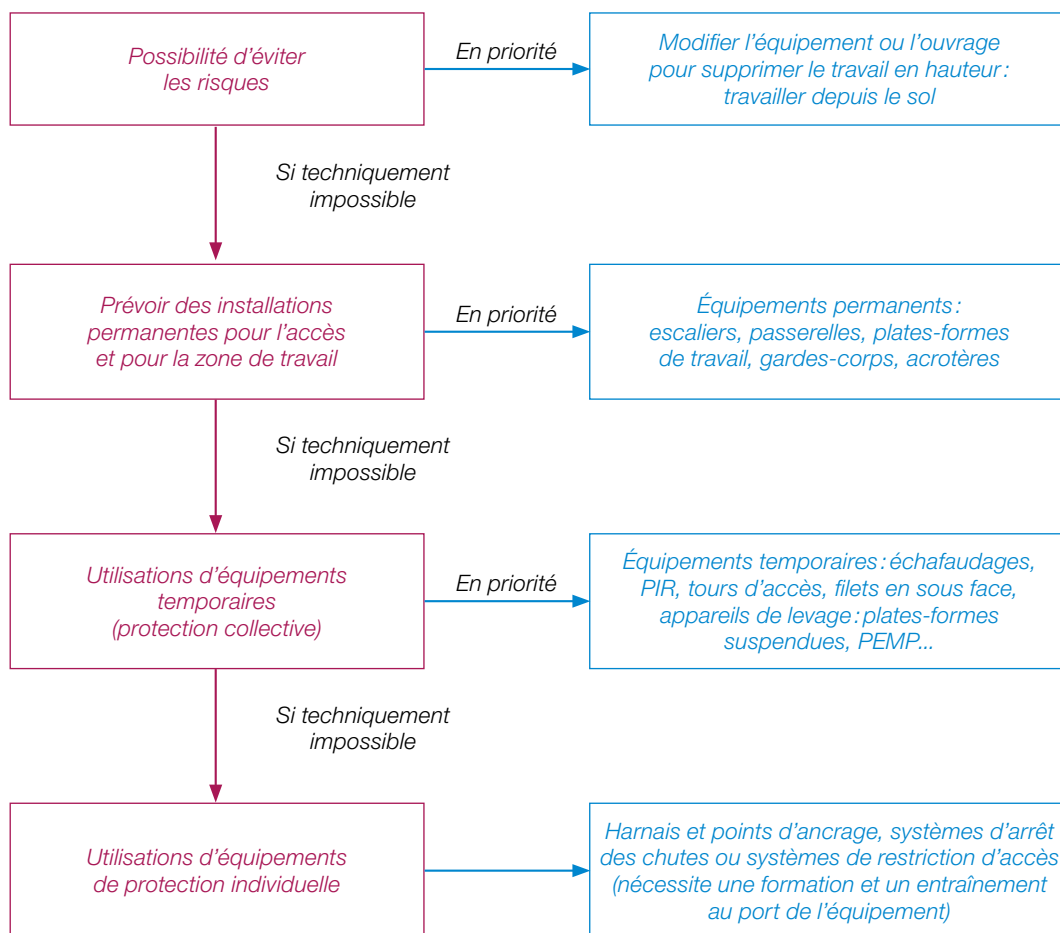 Possibilité d'éviter
les risques
En priorité
Modifier l'équipement ou l'ouvrage
pour supprimer le travail en hauteur :
travailler depuis le sol
Si techniquement
impossible
Prévoir des installations
permanentes pour l'accès
et pour la zone de travail
En priorité
Équipements permanents :
escaliers, passerelles, plates-formes
de travail, gardes-corps, acrotères
Si techniquement
impossible
Utilisations d'équipements
temporaires
(protection collective)
En priorité
Équipements temporaires : échafaudages,
PIR, tours d'accès, filets en sous face,
appareils de levage : plates-formes
suspendues, PEMP...
Si techniquement
impossible
Utilisations d'équipements
de protection individuelle
Harnais et points d'ancrage, systèmes d'arrêt
des chutes ou systèmes de restriction d'accès
(nécessite une formation et un entraînement
au port de l'équipement)